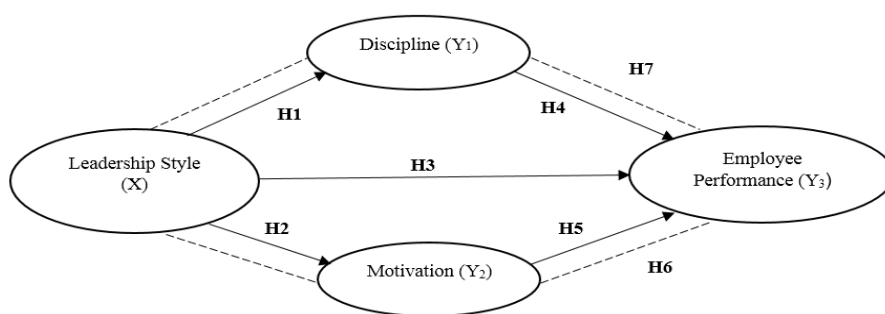 Discipline (Y₁)
H7
H1
H4
Leadership Style
(X)
H3
Employee
Performance (Y₃)
H2
H5
Motivation (Y₂)
H6